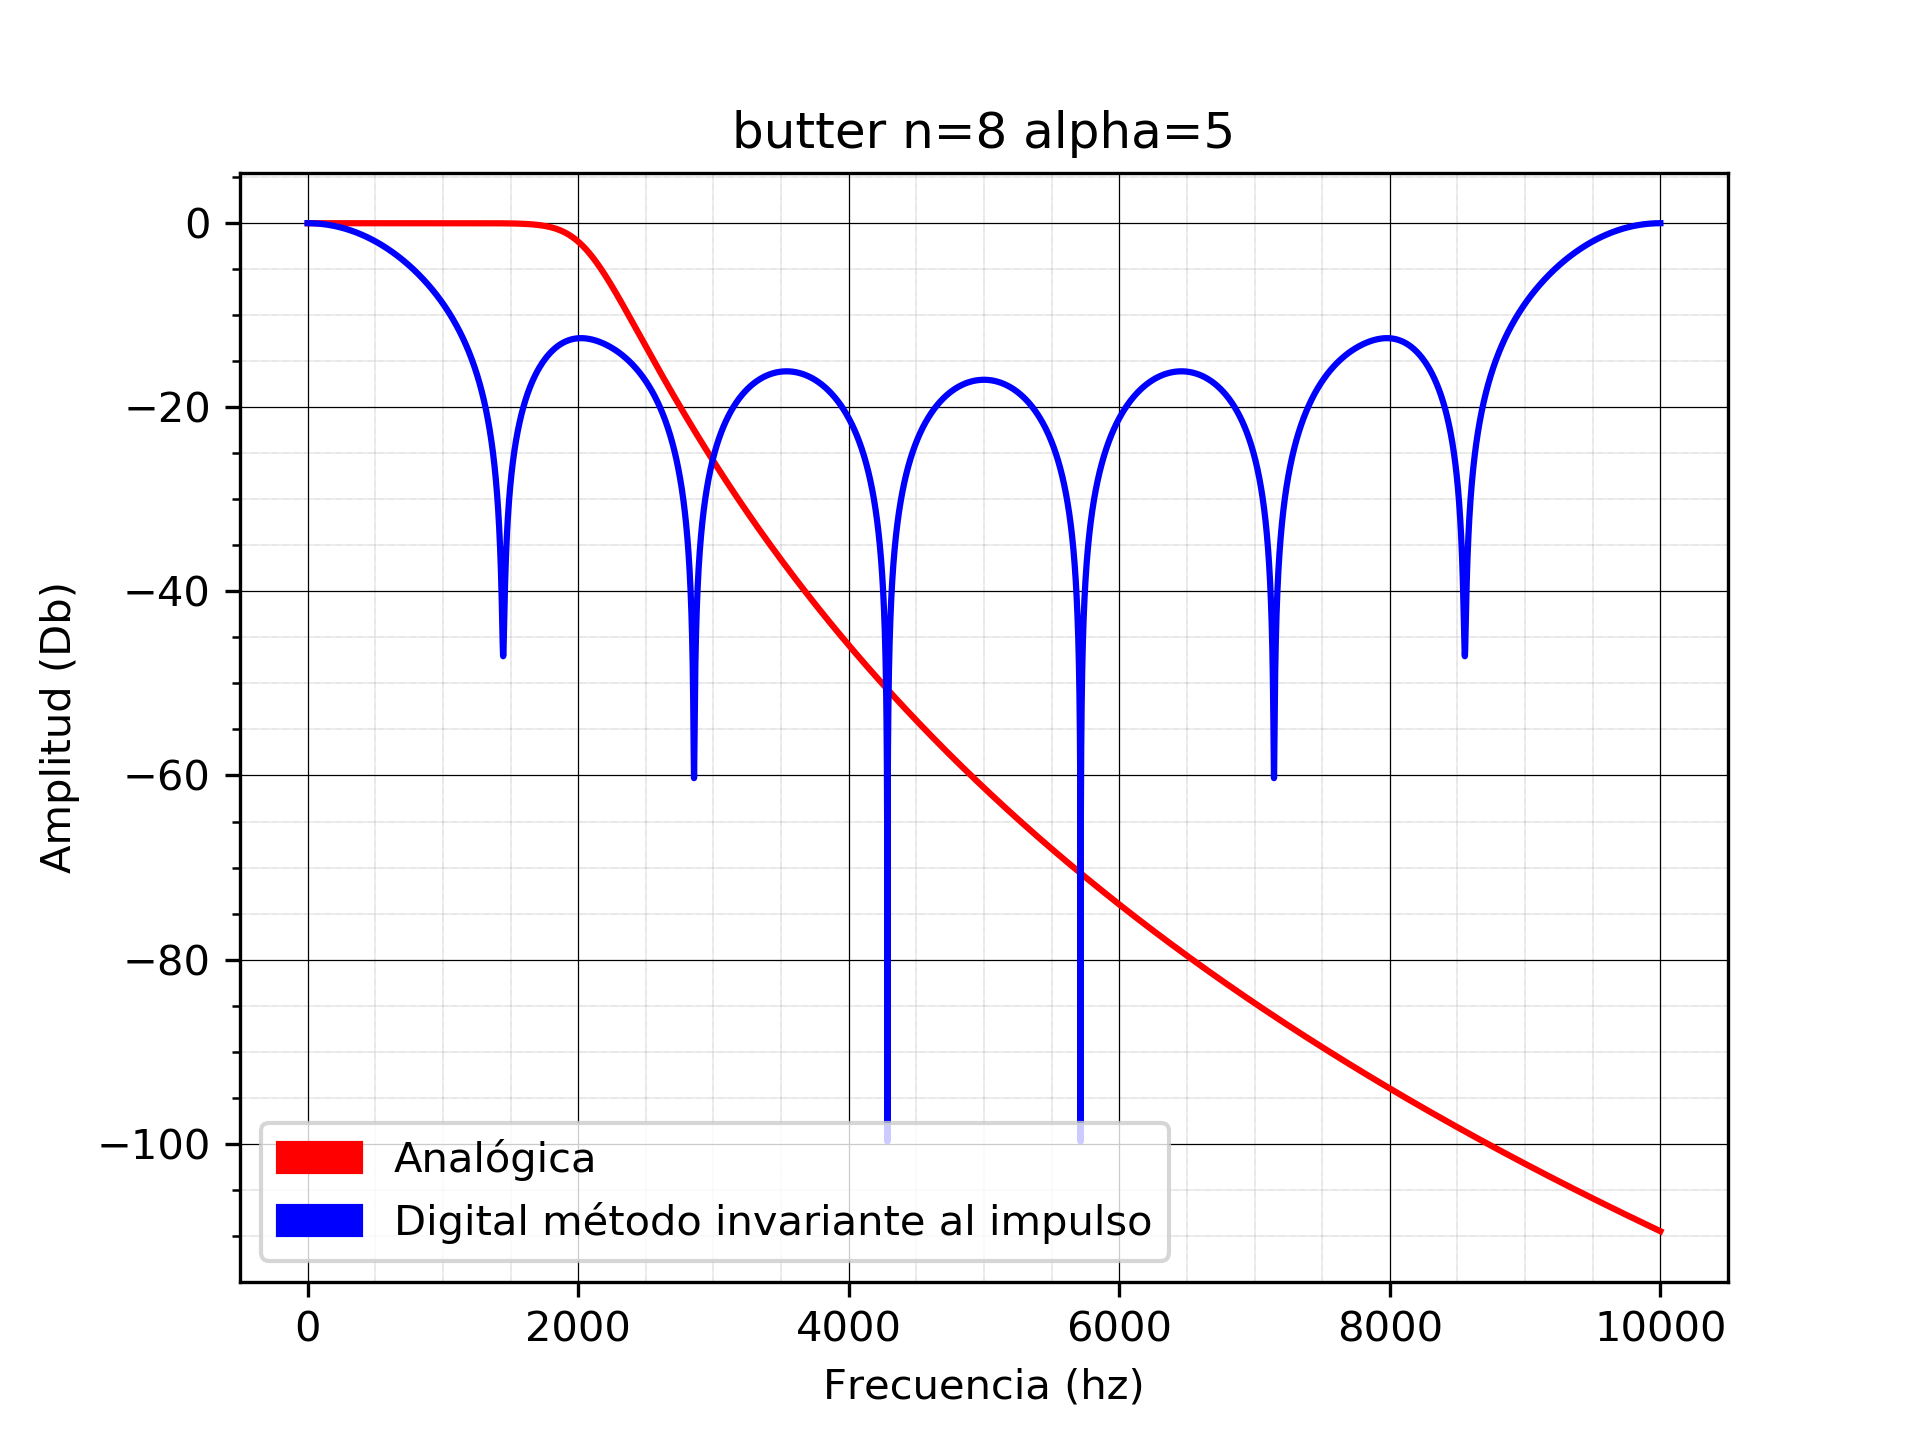 butter n=8 alpha=5
0
−20
−40
−60
−80
−100
Amplitud (Db)
Analógica
Digital método invariante al impulso
0 2000 4000 6000 8000 10000
Frecuencia (hz)